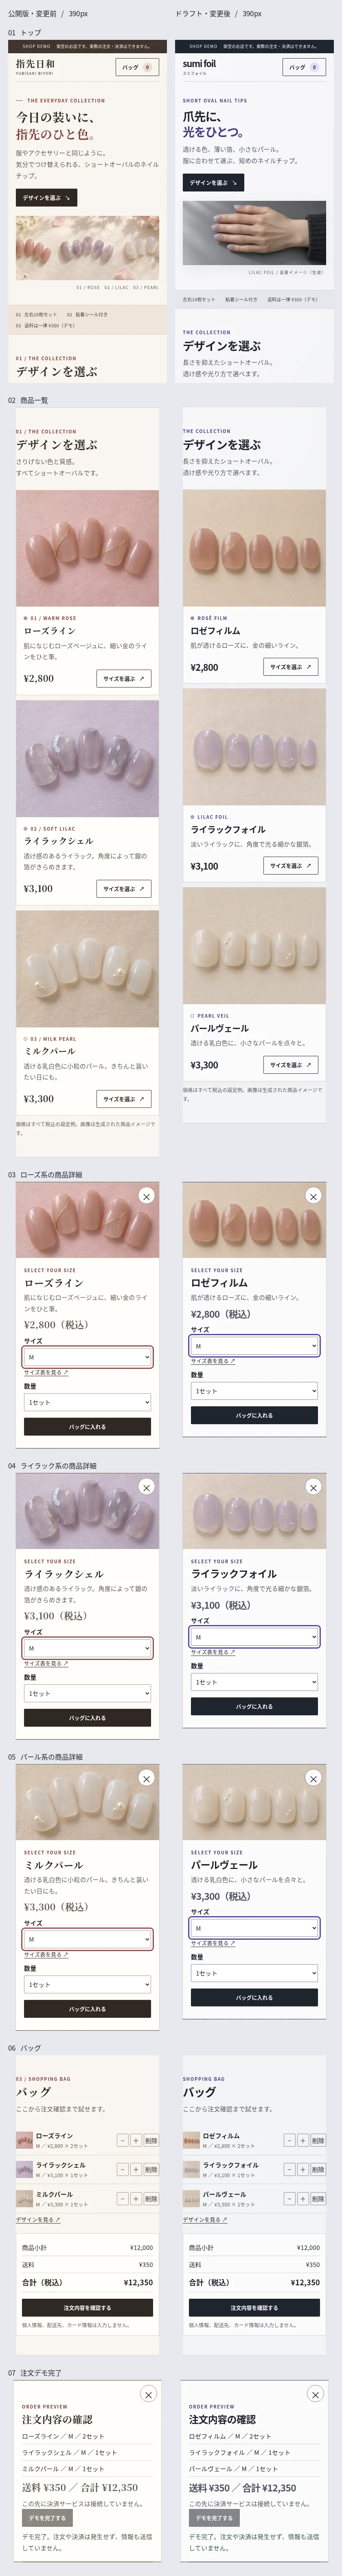 公開版・変更前 / 390px
ドラフト・変更後 / 390px
01 トップ
SHOP DEMO 架空のお店です。実際の注文・決済はできません。
指先日和
YUBISAKI BIYORI
バッグ 0
THE EVERYDAY COLLECTION
今日の装いに、
指先のひと色。
服やアクセサリーと同じように。
気分でつけ替えられる、ショートオーバルのネイルチップ。
デザインを選ぶ ↘
01 / ROSE 02 / LILAC 03 / PEARL
01 左右10枚セット 02 粘着シール付き
03 送料は一律 ¥350（デモ）
01 / THE COLLECTION
デザインを選ぶ
SHOP DEMO 架空のお店です。実際の注文・決済はできません。
sumi foil
スミフォイル
バッグ 0
SHORT OVAL NAIL TIPS
爪先に、
光をひとつ。
透ける色、薄い箔、小さなパール。
服に合わせて選ぶ、短めのネイルチップ。
デザインを選ぶ ↘
LILAC FOIL / 装着イメージ（生成）
左右10枚セット 粘着シール付き 送料は一律 ¥350（デモ）
THE COLLECTION
デザインを選ぶ
長さを抑えたショートオーバル。
透け感や光り方で選べます。
02 商品一覧
01 / THE COLLECTION
デザインを選ぶ
さりげない色と質感。
すべてショートオーバルです。
01 / WARM ROSE
ローズライン
肌になじむローズベージュに、細い金のラインをひと筆。
¥2,800
サイズを選ぶ ↗
02 / SOFT LILAC
ライラックシェル
透け感のあるライラック。角度によって銀の箔がきらめきます。
¥3,100
サイズを選ぶ ↗
03 / MILK PEARL
ミルクパール
透ける乳白色に小粒のパール。きちんと装いたい日にも。
¥3,300
サイズを選ぶ ↗
価格はすべて税込の設定例。画像は生成された商品イメージです。
THE COLLECTION
デザインを選ぶ
長さを抑えたショートオーバル。
透け感や光り方で選べます。
ROSÉ FILM
ロゼフィルム
肌が透けるローズに、金の細いライン。
¥2,800
サイズを選ぶ ↗
LILAC FOIL
ライラックフォイル
淡いライラックに、角度で光る細かな銀箔。
¥3,100
サイズを選ぶ ↗
PEARL VEIL
パールヴェール
透ける乳白色に、小さなパールを点々と。
¥3,300
サイズを選ぶ ↗
価格はすべて税込の設定例。画像は生成された商品イメージです。
03 ローズ系の商品詳細
SELECT YOUR SIZE
ローズライン
肌になじむローズベージュに、細い金のラインをひと筆。
¥2,800（税込）
サイズ
M
サイズ表を見る ↗
数量
1セット
バッグに入れる
SELECT YOUR SIZE
ロゼフィルム
肌が透けるローズに、金の細いライン。
¥2,800（税込）
サイズ
M
サイズ表を見る ↗
数量
1セット
バッグに入れる
04 ライラック系の商品詳細
SELECT YOUR SIZE
ライラックシェル
透け感のあるライラック。角度によって銀の箔がきらめきます。
¥3,100（税込）
サイズ
M
サイズ表を見る ↗
数量
1セット
バッグに入れる
SELECT YOUR SIZE
ライラックフォイル
淡いライラックに、角度で光る細かな銀箔。
¥3,100（税込）
サイズ
M
サイズ表を見る ↗
数量
1セット
バッグに入れる
05 パール系の商品詳細
SELECT YOUR SIZE
ミルクパール
透ける乳白色に小粒のパール。きちんと装いたい日にも。
¥3,300（税込）
サイズ
M
サイズ表を見る ↗
数量
1セット
バッグに入れる
SELECT YOUR SIZE
パールヴェール
透ける乳白色に、小さなパールを点々と。
¥3,300（税込）
サイズ
M
サイズ表を見る ↗
数量
1セット
バッグに入れる
06 バッグ
03 / SHOPPING BAG
バッグ
ここから注文確認まで試せます。
ローズライン
M ／ ¥2,800 × 2セット
− ＋ 削除
ライラックシェル
M ／ ¥3,100 × 1セット
− ＋ 削除
ミルクパール
M ／ ¥3,300 × 1セット
− ＋ 削除
デザインを見る ↗
商品小計 ¥12,000
送料 ¥350
合計（税込） ¥12,350
注文内容を確認する
個人情報、配送先、カード情報は入力しません。
SHOPPING BAG
バッグ
ここから注文確認まで試せます。
ロゼフィルム
M ／ ¥2,800 × 2セット
− ＋ 削除
ライラックフォイル
M ／ ¥3,100 × 1セット
− ＋ 削除
パールヴェール
M ／ ¥3,300 × 1セット
− ＋ 削除
デザインを見る ↗
商品小計 ¥12,000
送料 ¥350
合計（税込） ¥12,350
注文内容を確認する
個人情報、配送先、カード情報は入力しません。
07 注文デモ完了
ORDER PREVIEW
注文内容の確認
ローズライン ／ M ／ 2セット
ライラックシェル ／ M ／ 1セット
ミルクパール ／ M ／ 1セット
送料 ¥350 ／ 合計 ¥12,350
この先に決済サービスは接続していません。
デモを完了する
デモ完了。注文や決済は発生せず、情報も送信していません。
ORDER PREVIEW
注文内容の確認
ロゼフィルム ／ M ／ 2セット
ライラックフォイル ／ M ／ 1セット
パールヴェール ／ M ／ 1セット
送料 ¥350 ／ 合計 ¥12,350
この先に決済サービスは接続していません。
デモを完了する
デモ完了。注文や決済は発生せず、情報も送信していません。